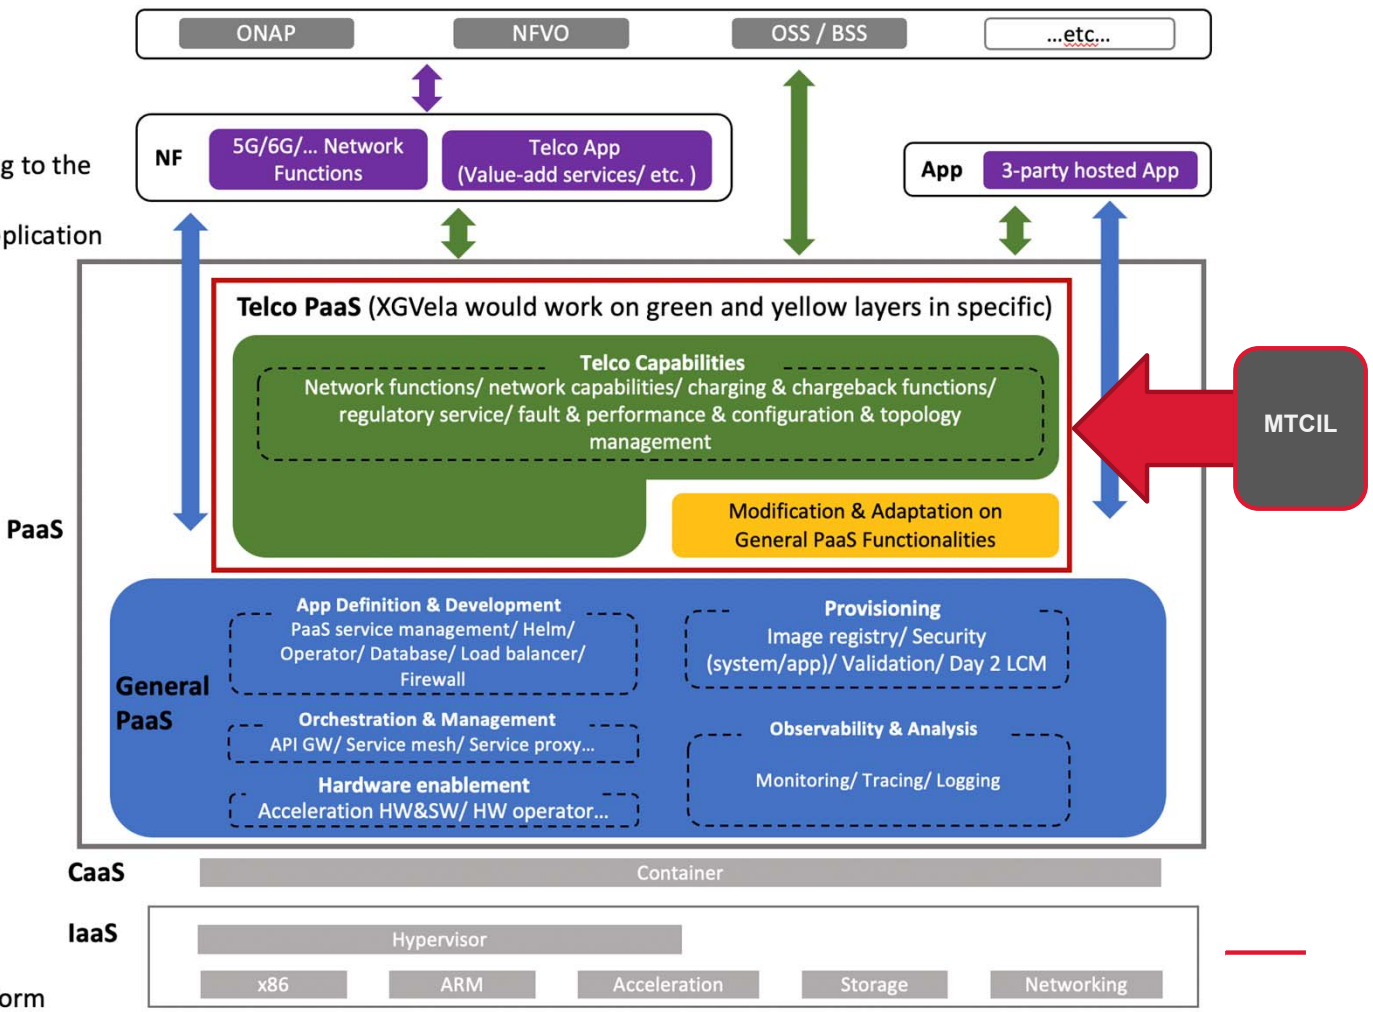 ONAP
NFVO
OSS / BSS
...etc...
NF
5G/6G/... Network
Functions
Telco App
(Value-add services/ etc. )
App
3-party hosted App
g to the
plication
Telco PaaS (XGVela would work on green and yellow layers in specific)
Telco Capabilities
Network functions/ network capabilities/ charging & chargeback functions/
regulatory service/ fault & performance & configuration & topology
management
MTCIL
Modification & Adaptation on
General PaaS Functionalities
PaaS
General
PaaS
App Definition & Development
PaaS service management/ Helm/
Operator/ Database/ Load balancer/
Firewall
Provisioning
Image registry/ Security
(system/app)/ Validation/ Day 2 LCM
Orchestration & Management
API GW/ Service mesh/ Service proxy...
Observability & Analysis
Monitoring/ Tracing/ Logging
Hardware enablement
Acceleration HW&SW/ HW operator...
CaaS
Container
IaaS
Hypervisor
x86
ARM
Acceleration
Storage
Networking
orm